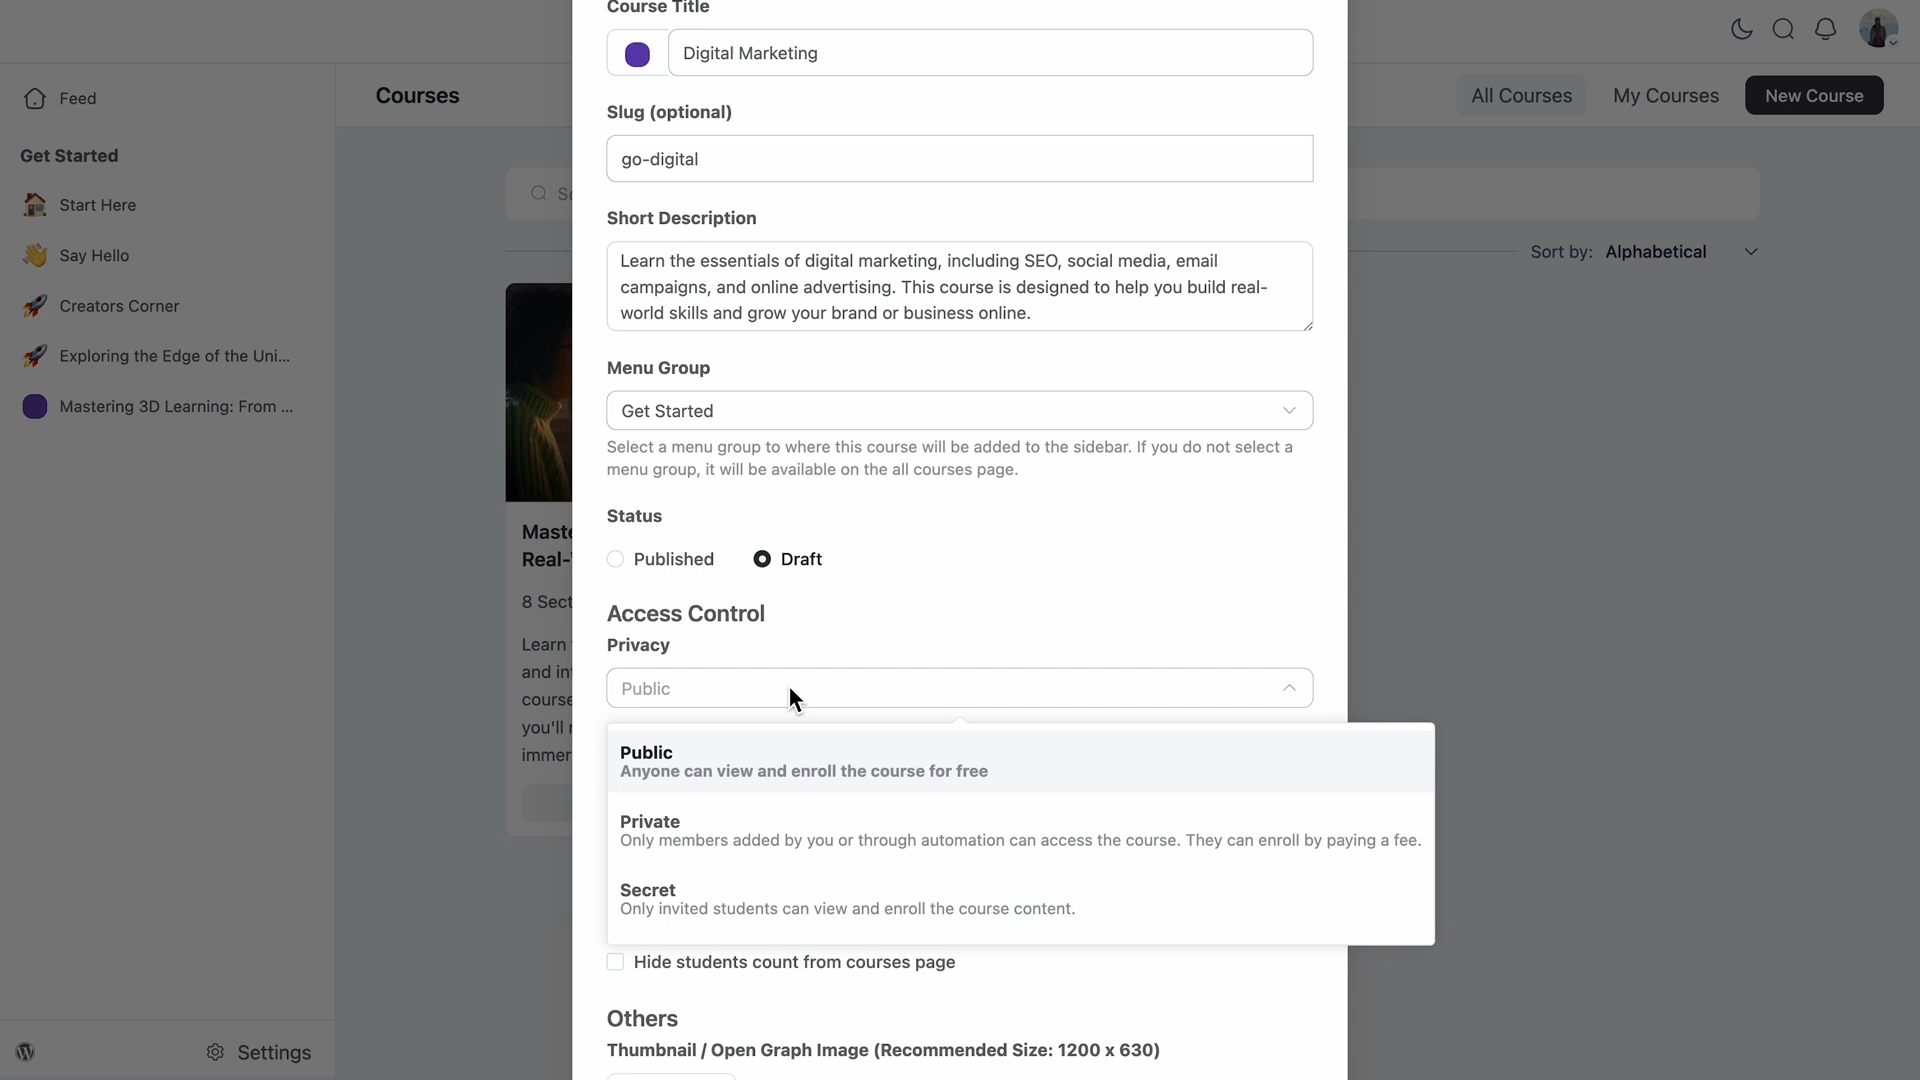 Course Title
Digital Marketing
Slug (optional)
go-digital
Short Description
Learn the essentials of digital marketing, including SEO, social media, email
campaigns, and online advertising. This course is designed to help you build real-
world skills and grow your brand or business online.
Menu Group
Get Started
Select a menu group to where this course will be added to the sidebar. If you do not select a
menu group, it will be available on the all courses page.
Status
Published
Draft
Access Control
Privacy
Public
Public
Anyone can view and enroll the course for free
Private
Only members added by you or through automation can access the course. They can enroll by paying a fee.
Secret
Only invited students can view and enroll the course content.
Hide students count from courses page
Others
Thumbnail / Open Graph Image (Recommended Size: 1200 x 630)
Feed
Get Started
Start Here
Say Hello
Creators Corner
Exploring the Edge of the Uni...
Mastering 3D Learning: From ...
Settings
Courses
All Courses
My Courses
New Course
Sort by: Alphabetical
8 Sect
Learn
and in
course
you'll
immer